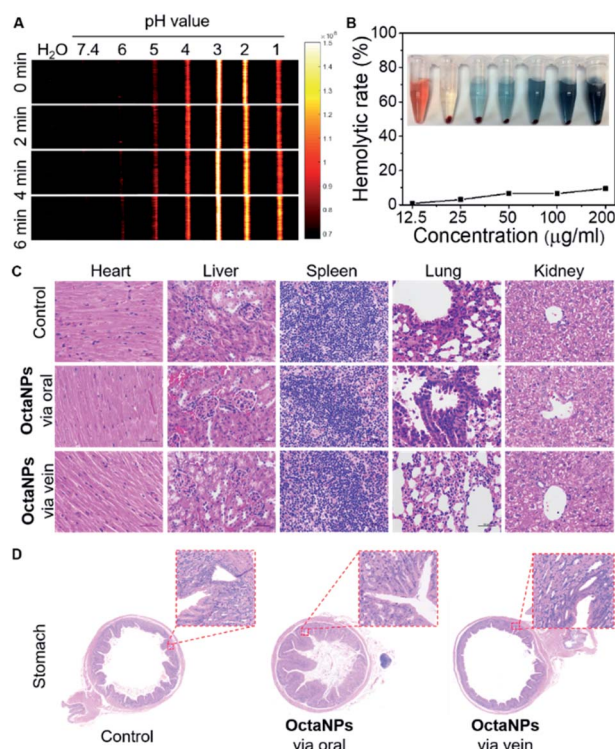 A
pH value
H2O 7.4 6 5 4 3 2 1
0 min
2 min
4 min
6 min
1.5 ×10⁶
1.4
1.3
1.2
1.1
1
0.9
0.8
0.7
B
Hemolytic rate (%)
100
80
60
40
20
0
12.5 25 50 100 200
Concentration (μg/ml)
C
Heart Liver Spleen Lung Kidney
Control
OctaNPs
via oral
OctaNPs
via vein
D
Stomach
Control
OctaNPs
via oral
OctaNPs
via vein